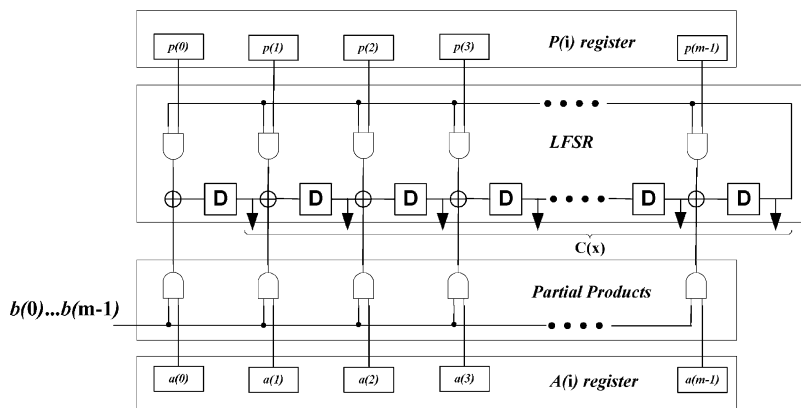 p(0) p(1) p(2) p(3) P(i) register p(m-1)
LFSR
D D D D D D
C(x)
Partial Products
b(0)...b(m-1)
a(0) a(1) a(2) a(3) A(i) register a(m-1)